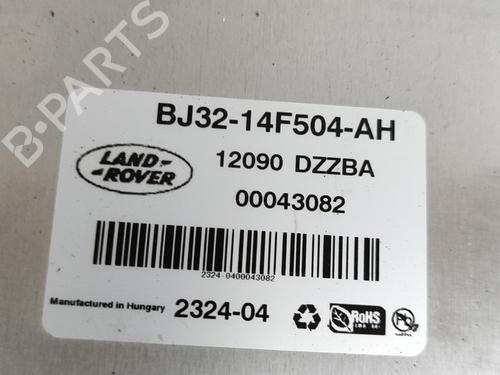 B-PARTS
BJ32-14F504-AH
LAND-
-ROVER
12090 DZZBA
00043082
2324-0400043082
Manufactured in Hungary 2324-04
RoHS